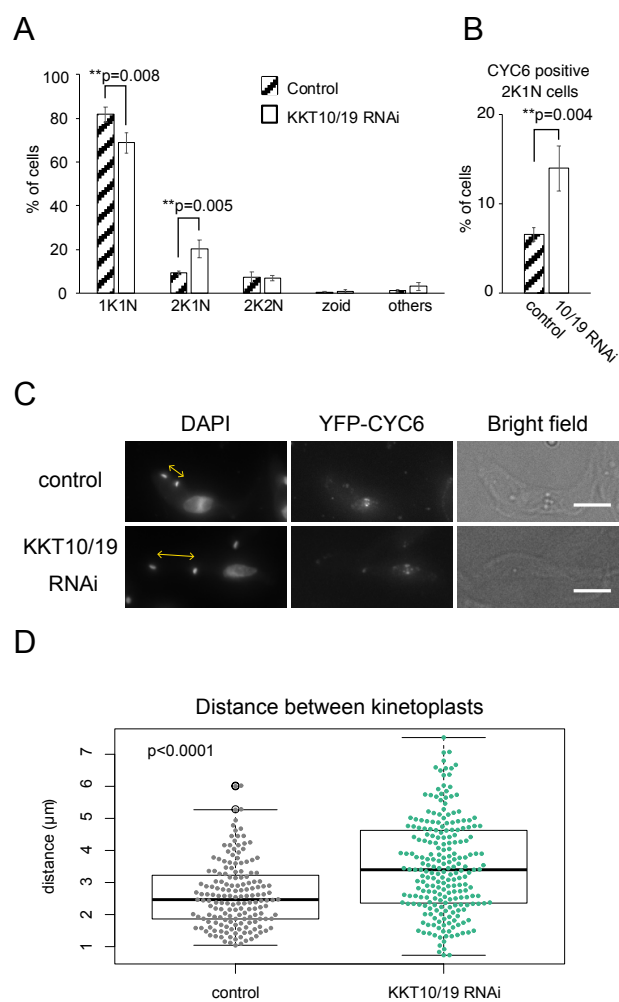 A
100
80
60
40
20
0
% of cells
**p=0.008
**p=0.005
Control
KKT10/19 RNAi
1K1N
2K1N
2K2N
zoid
others
B
CYC6 positive
2K1N cells
20
10
0
% of cells
**p=0.004
control
10/19 RNAi
C
DAPI
YFP-CYC6
Bright field
control
KKT10/19
RNAi
D
Distance between kinetoplasts
p<0.0001
7
6
5
4
3
2
1
distance (µm)
control
KKT10/19 RNAi